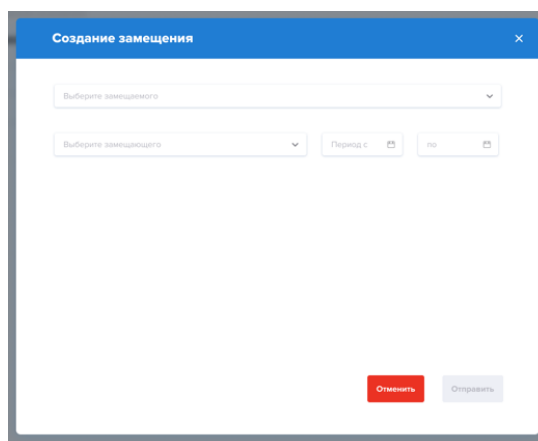 Создание замещения
Выберите замещаемого
Выберите замещающего Период с по
Отменить Отправить